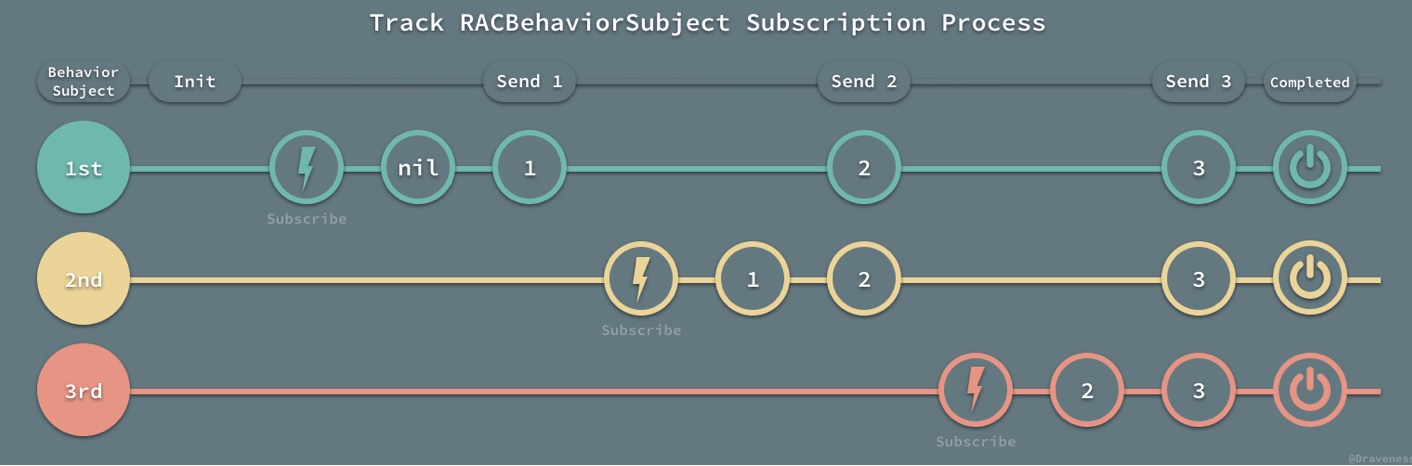 Track RACBehaviorSubject Subscription Process
Behavior
Subject
Init
Send 1
Send 2
Send 3
Completed
1st
nil
1
2
3
Subscribe
2nd
1
2
3
Subscribe
3rd
2
3
Subscribe
@Draveness